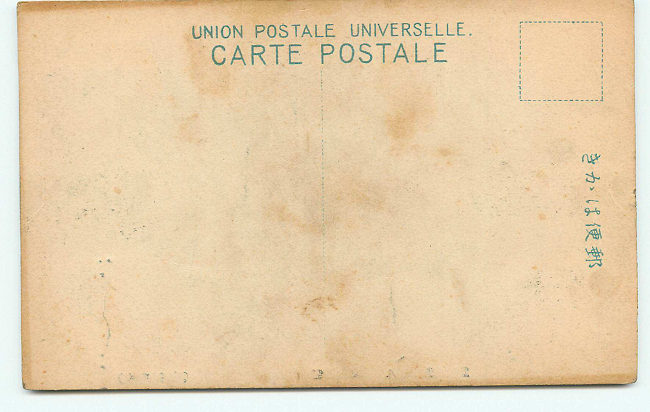 UNION POSTALE UNIVERSELLE.
CARTE POSTALE
きかは便郵